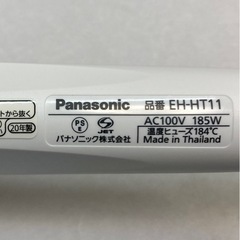 トから抜く
20年製
Panasonic 品番 EH-HT11
PS E JET AC100V 185W
パナソニック株式会社 温度ヒューズ184℃
Made in Thailand